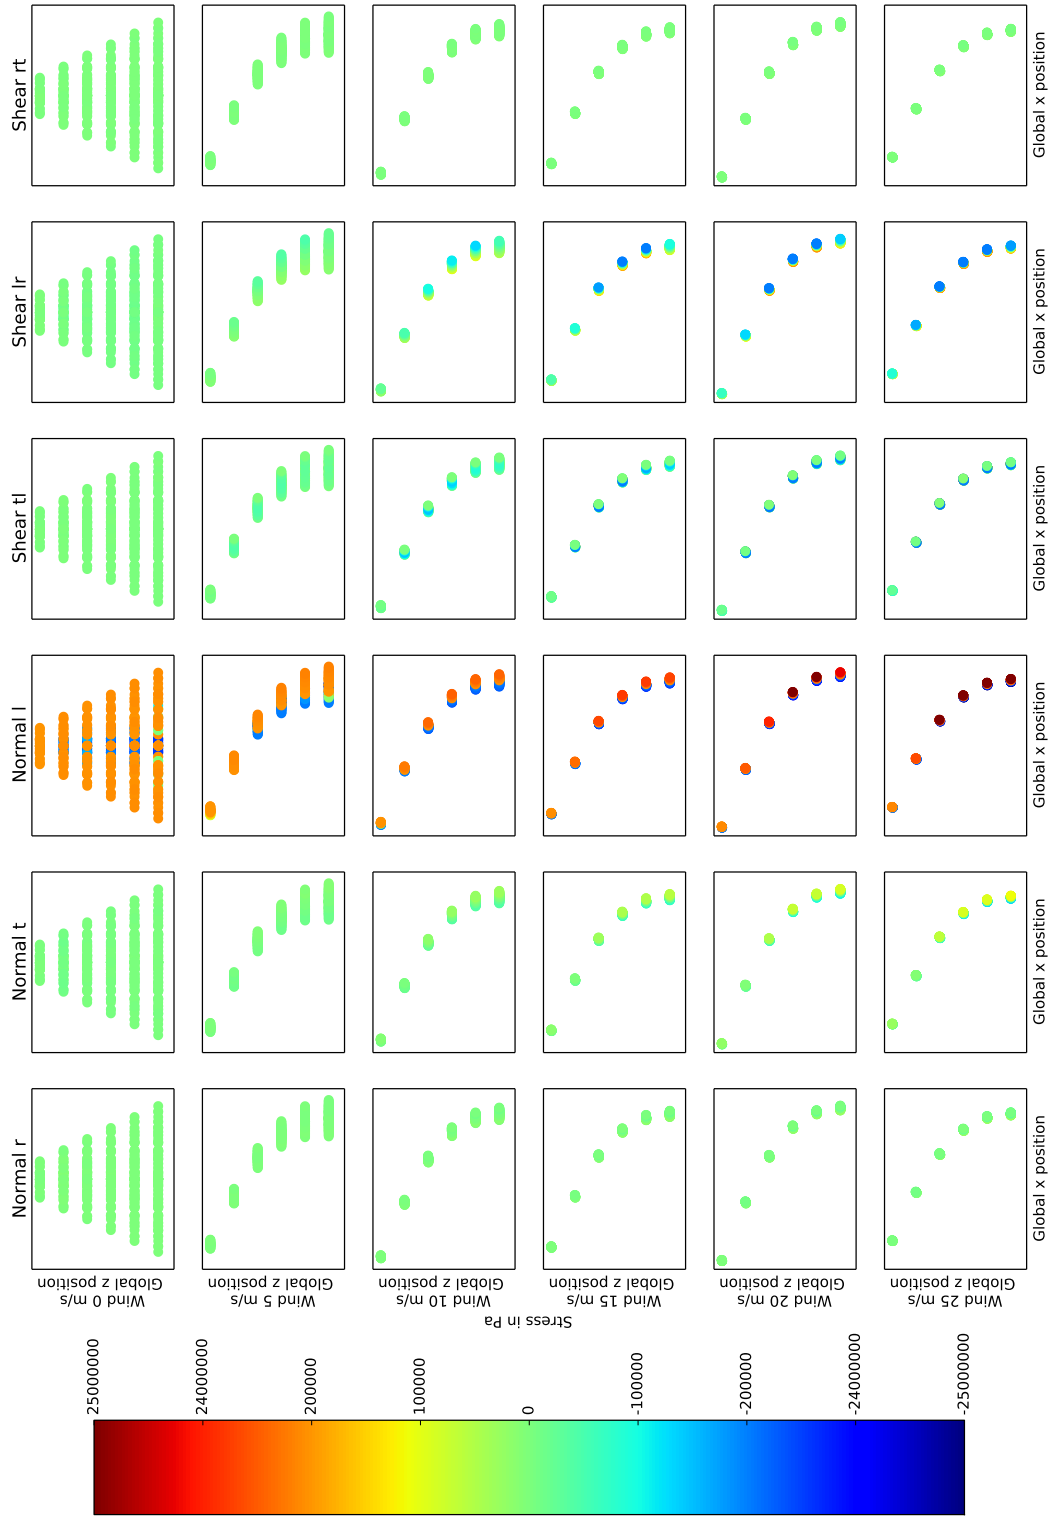 Normal r
Normal t
Normal l
Shear tl
Shear lr
Shear rt
Wind 0 m/s
Global z position
Wind 5 m/s
Global z position
Wind 10 m/s
Global z position
Wind 15 m/s
Global z position
Wind 20 m/s
Global z position
Wind 25 m/s
Global z position
Global x position
Global x position
Global x position
Global x position
Global x position
Global x position
Stress in Pa
25000000
24000000
200000
100000
0
-100000
-200000
-24000000
-25000000